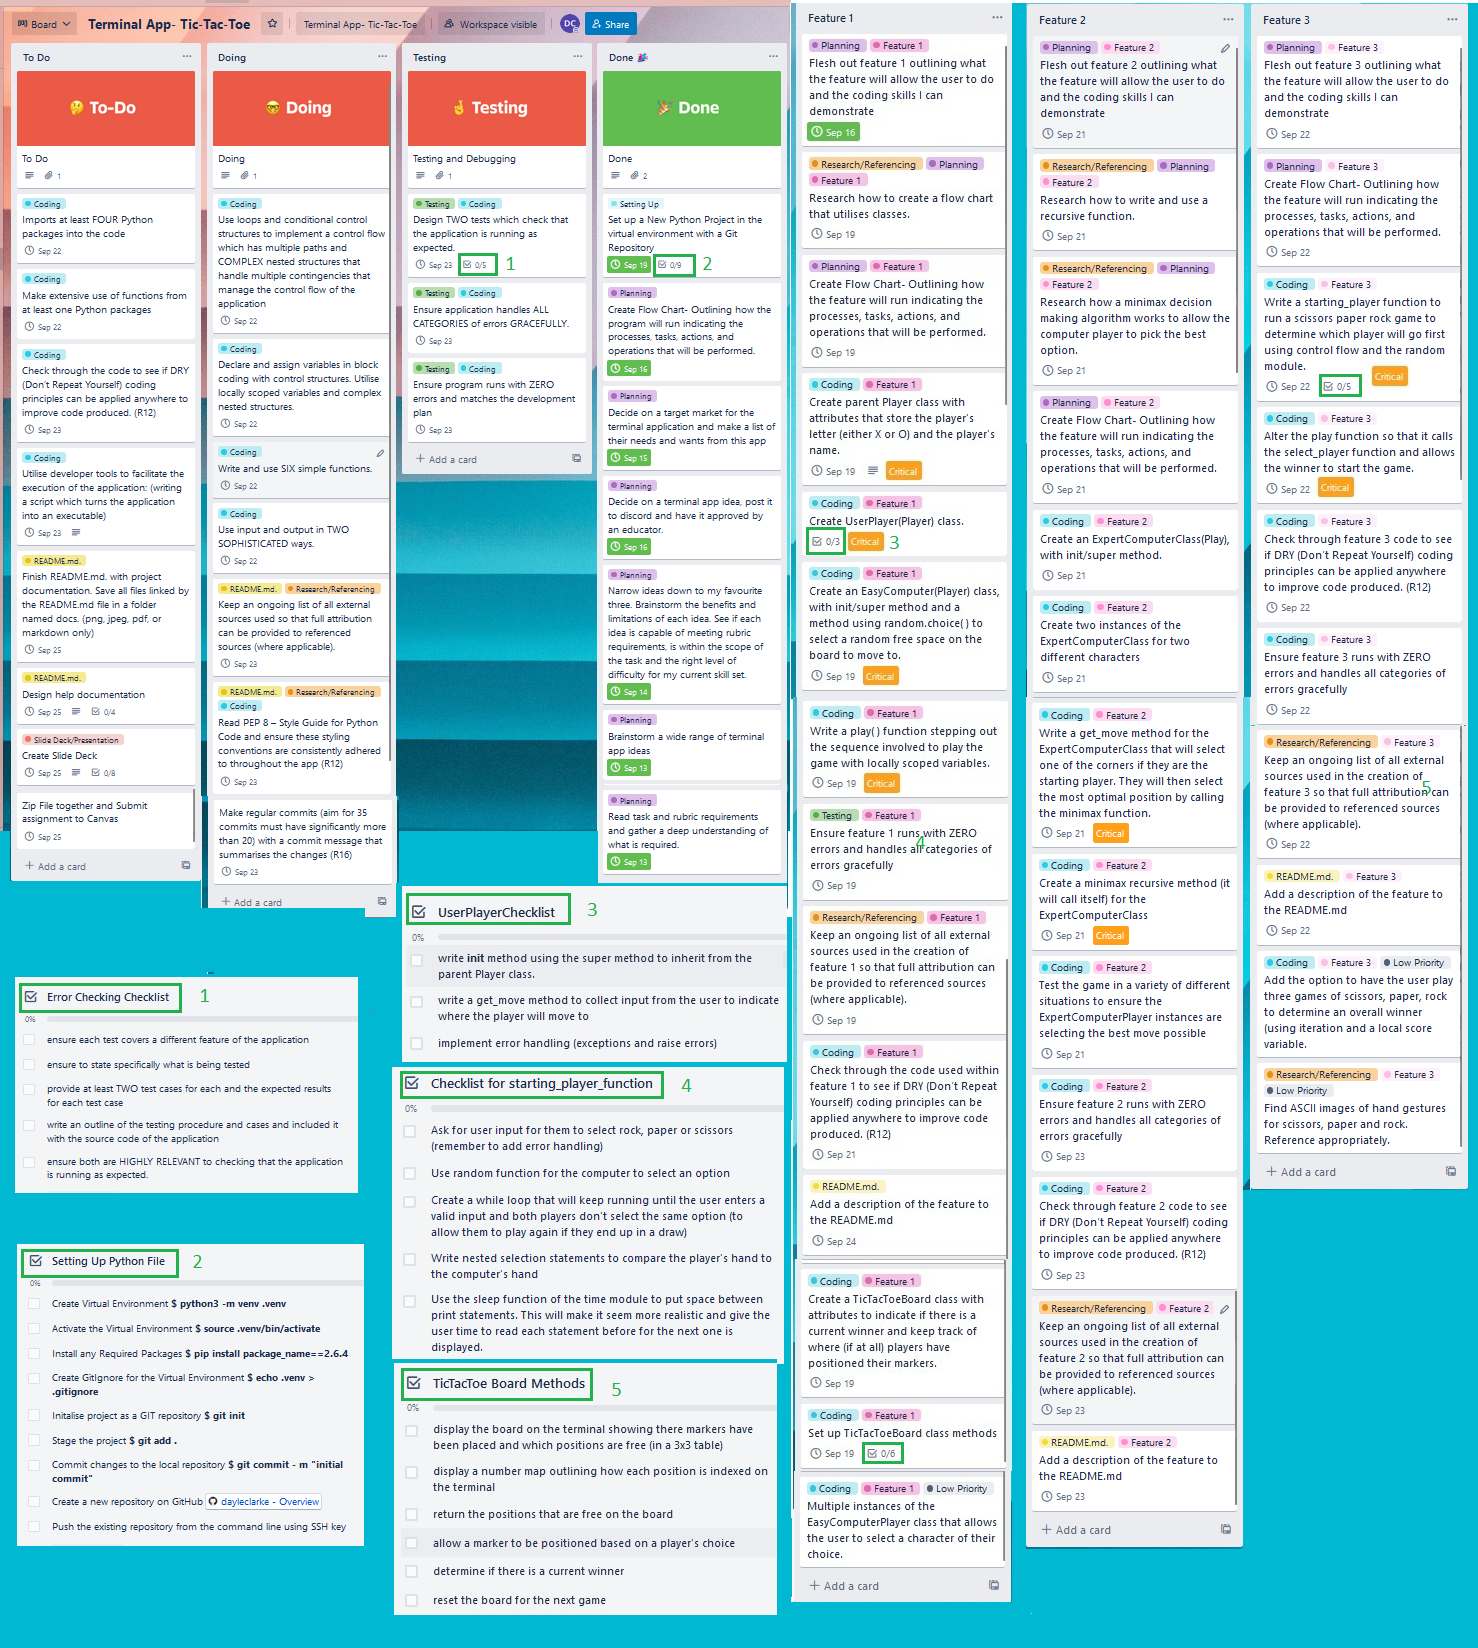 Board
Terminal App- Tic-Tac-Toe
Terminal App- Tic-Tac-Toe
Workspace visible
DC
Share
To Do
🤔 To-Do
To Do
1
Coding
Imports at least FOUR Python
packages into the code
Sep 22
Coding
Make extensive use of functions from
at least one Python packages
Sep 22
Coding
Check through the code to see if DRY
(Don't Repeat Yourself) coding
principles can be applied anywhere to
improve code produced. (R12)
Sep 23
Coding
Utilise developer tools to facilitate the
execution of the application: (writing
a script which turns the application
into an executable)
Sep 23
README.md.
Finish README.md. with project
documentation. Save all files linked by
the README.md file in a folder
named docs. (png, jpeg, pdf, or
markdown only)
Sep 25
README.md.
Design help documentation
Sep 25 0/4
Slide Deck/Presentation
Create Slide Deck
Sep 25 0/8
Zip File together and Submit
assignment to Canvas
Sep 25
+ Add a card
Doing
🤓 Doing
Doing
1
Coding
Use loops and conditional control
structures to implement a control flow
which has multiple paths and
COMPLEX nested structures that
handle multiple contingencies that
manage the control flow of the
application
Sep 22
Coding
Declare and assign variables in block
coding with control structures. Utilise
locally scoped variables and complex
nested structures.
Sep 22
Coding
Write and use SIX simple functions.
Sep 22
Coding
Use input and output in TWO
SOPHISTICATED ways.
Sep 22
README.md. Research/Referencing
Keep an ongoing list of all external
sources used so that full attribution
can be provided to referenced
sources (where applicable).
Sep 23
README.md. Research/Referencing
Coding
Read PEP 8 – Style Guide for Python
Code and ensure these styling
conventions are consistently adhered
to throughout the app (R12)
Sep 23
Make regular commits (aim for 35
commits must have significantly more
than 20) with a commit message that
summarises the changes (R16)
Sep 23
+ Add a card
Testing
🤞 Testing
Testing and Debugging
1
Testing Coding
Design TWO tests which check that
the application is running as
expected.
Sep 23 0/5 1
Testing Coding
Ensure application handles ALL
CATEGORIES of errors GRACEFULLY.
Sep 23
Testing Coding
Ensure program runs with ZERO
errors and matches the development
plan
Sep 23
+ Add a card
Done 🎉
🎉 Done
Done
2
Setting Up
Set up a New Python Project in the
virtual environment with a Git
Repository
Sep 19 0/9 2
Planning
Create Flow Chart- Outlining how the
program will run indicating the
processes, tasks, actions, and
operations that will be performed.
Sep 16
Planning
Decide on a target market for the
terminal application and make a list of
their needs and wants from this app
Sep 15
Planning
Decide on a terminal app idea, post it
to discord and have it approved by
an educator.
Sep 16
Planning
Narrow ideas down to my favourite
three. Brainstorm the benefits and
limitations of each idea. See if each
idea is capable of meeting rubric
requirements, is within the scope of
the task and the right level of
difficulty for my current skill set.
Sep 14
Planning
Brainstorm a wide range of terminal
app ideas
Sep 13
Planning
Read task and rubric requirements
and gather a deep understanding of
what is required.
Sep 13
Error Checking Checklist 1
0%
ensure each test covers a different feature of the application
ensure to state specifically what is being tested
provide at least TWO test cases for each and the expected results
for each test case
write an outline of the testing procedure and cases and included it
with the source code of the application
ensure both are HIGHLY RELEVANT to checking that the application
is running as expected.
Setting Up Python File 2
0%
Create Virtual Environment $ python3 -m venv .venv
Activate the Virtual Environment $ source .venv/bin/activate
Install any Required Packages $ pip install package_name==2.6.4
Create GitIgnore for the Virtual Environment $ echo .venv >
.gitignore
Initalise project as a GIT repository $ git init
Stage the project $ git add .
Commit changes to the local repository $ git commit - m "initial
commit"
Create a new repository on GitHub dayleclarke - Overview
Push the existing repository from the command line using SSH key
UserPlayerChecklist 3
0%
write init method using the super method to inherit from the
parent Player class.
write a get_move method to collect input from the user to indicate
where the player will move to
implement error handling (exceptions and raise errors)
Checklist for starting_player_function 4
0%
Ask for user input for them to select rock, paper or scissors
(remember to add error handling)
Use random function for the computer to select an option
Create a while loop that will keep running until the user enters a
valid input and both players don't select the same option (to
allow them to play again if they end up in a draw)
Write nested selection statements to compare the player's hand to
the computer's hand
Use the sleep function of the time module to put space between
print statements. This will make it seem more realistic and give the
user time to read each statement before for the next one is
displayed.
TicTacToe Board Methods 5
0%
display the board on the terminal showing there markers have
been placed and which positions are free (in a 3x3 table)
display a number map outlining how each position is indexed on
the terminal
return the positions that are free on the board
allow a marker to be positioned based on a player's choice
determine if there is a current winner
reset the board for the next game
Feature 1
Planning Feature 1
Flesh out feature 1 outlining what
the feature will allow the user to do
and the coding skills I can
demonstrate
Sep 16
Research/Referencing Planning
Feature 1
Research how to create a flow chart
that utilises classes.
Sep 19
Planning Feature 1
Create Flow Chart- Outlining how
the feature will run indicating the
processes, tasks, actions, and
operations that will be performed.
Sep 19
Coding Feature 1
Create parent Player class with
attributes that store the player's
letter (either X or O) and the player's
name.
Sep 19 Critical
Coding Feature 1
Create UserPlayer(Player) class.
0/3 Critical 3
Coding Feature 1
Create an EasyComputer(Player) class,
with init/super method and a
method using random.choice( ) to
select a random free space on the
board to move to.
Sep 19 Critical
Coding Feature 1
Write a play( ) function stepping out
the sequence involved to play the
game with locally scoped variables.
Sep 19 Critical
Testing Feature 1
Ensure feature 1 runs with ZERO
errors and handles all categories of
errors gracefully
4
Sep 19
Research/Referencing Feature 1
Keep an ongoing list of all external
sources used in the creation of
feature 1 so that full attribution can
be provided to referenced sources
(where applicable).
Sep 19
Coding Feature 1
Check through the code used within
feature 1 to see if DRY (Don't Repeat
Yourself) coding principles can be
applied anywhere to improve code
produced. (R12)
Sep 21
README.md.
Add a description of the feature to
the README.md
Sep 24
Coding Feature 1
Create a TicTacToeBoard class with
attributes to indicate if there is a
current winner and keep track of
where (if at all) players have
positioned their markers.
Sep 19
Coding Feature 1
Set up TicTacToeBoard class methods
Sep 19 0/6
Coding Feature 1 Low Priority
Multiple instances of the
EasyComputerPlayer class that allows
the user to select a character of their
choice.
+ Add a card
Feature 2
Planning Feature 2
Flesh out feature 2 outlining what
the feature will allow the user to do
and the coding skills I can
demonstrate
Sep 21
Research/Referencing Planning
Feature 2
Research how to write and use a
recursive function.
Sep 21
Research/Referencing Planning
Feature 2
Research how a minimax decision
making algorithm works to allow the
computer player to pick the best
option.
Sep 21
Planning Feature 2
Create Flow Chart- Outlining how
the feature will run indicating the
processes, tasks, actions, and
operations that will be performed.
Sep 21
Coding Feature 2
Create an ExpertComputerClass(Play),
with init/super method.
Sep 21
Coding Feature 2
Create two instances of the
ExpertComputerClass for two
different characters
Sep 21
Coding Feature 2
Write a get_move method for the
ExpertComputerClass that will select
one of the corners if they are the
starting player. They will then select
the most optimal position by calling
the minimax function.
Sep 21 Critical
Coding Feature 2
Create a minimax recursive method (it
will call itself) for the
ExpertComputerClass
Sep 21 Critical
Coding Feature 2
Test the game in a variety of different
situations to ensure the
ExpertComputerPlayer instances are
selecting the best move possible
Sep 21
Coding Feature 2
Ensure feature 2 runs with ZERO
errors and handles all categories of
errors gracefully
Sep 23
Coding Feature 2
Check through feature 2 code to see
if DRY (Don't Repeat Yourself) coding
principles can be applied anywhere to
improve code produced. (R12)
Sep 23
Research/Referencing Feature 2
Keep an ongoing list of all external
sources used in the creation of
feature 2 so that full attribution can
be provided to referenced sources
(where applicable).
Sep 23
README.md. Feature 2
Add a description of the feature to
the README.md
Sep 23
+ Add a card
Feature 3
Planning Feature 3
Flesh out feature 3 outlining what
the feature will allow the user to do
and the coding skills I can
demonstrate
Sep 22
Planning Feature 3
Create Flow Chart- Outlining how
the feature will run indicating the
processes, tasks, actions, and
operations that will be performed.
Sep 22
Coding Feature 3
Write a starting_player function to
run a scissors paper rock game to
determine which player will go first
using control flow and the random
module.
Sep 22 0/5 Critical
Coding Feature 3
Alter the play function so that it calls
the select_player function and allows
the winner to start the game.
Sep 22 Critical
Coding Feature 3
Check through feature 3 code to see
if DRY (Don't Repeat Yourself) coding
principles can be applied anywhere
to improve code produced. (R12)
Sep 22
Coding Feature 3
Ensure feature 3 runs with ZERO
errors and handles all categories of
errors gracefully
Sep 22
Research/Referencing Feature 3
Keep an ongoing list of all external
sources used in the creation of
feature 3 so that full attribution can
be provided to referenced sources
(where applicable).
5
Sep 22
README.md. Feature 3
Add a description of the feature to
the README.md
Sep 22
Coding Feature 3 Low Priority
Add the option to have the user play
three games of scissors, paper, rock
to determine an overall winner
(using iteration and a local score
variable.
Research/Referencing Feature 3
Low Priority
Find ASCII images of hand gestures
for scissors, paper and rock.
Reference appropriately.
+ Add a card